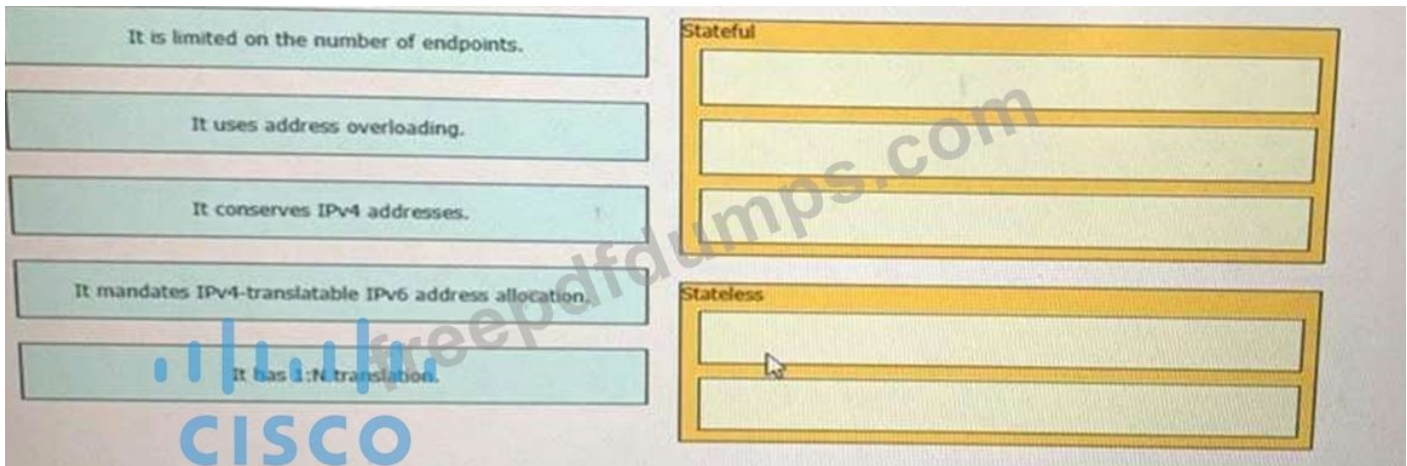 It is limited on the number of endpoints.
It uses address overloading.
It conserves IPv4 addresses.
It mandates IPv4-translatable IPv6 address allocation.
It has 1:N translation.
Stateful
Stateless
freepdfdumps.com
CISCO